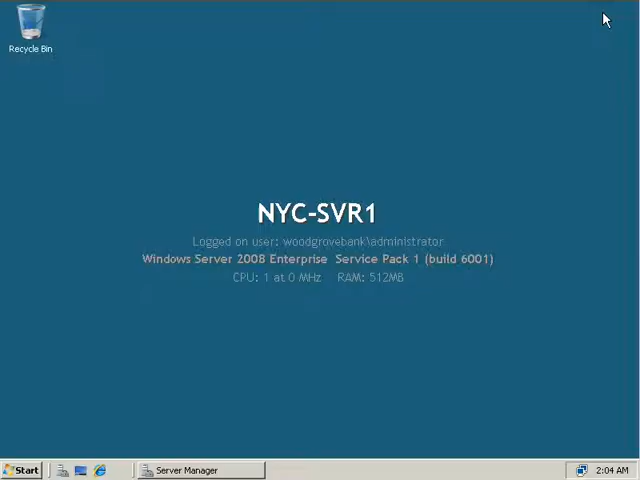 Recycle Bin
NYC-SVR1
Logged on user: woodgrovebank\administrator
Windows Server 2008 Enterprise Service Pack 1 (build 6001)
CPU: 1 at 0 MHz RAM: 512MB
Start Server Manager 2:04 AM